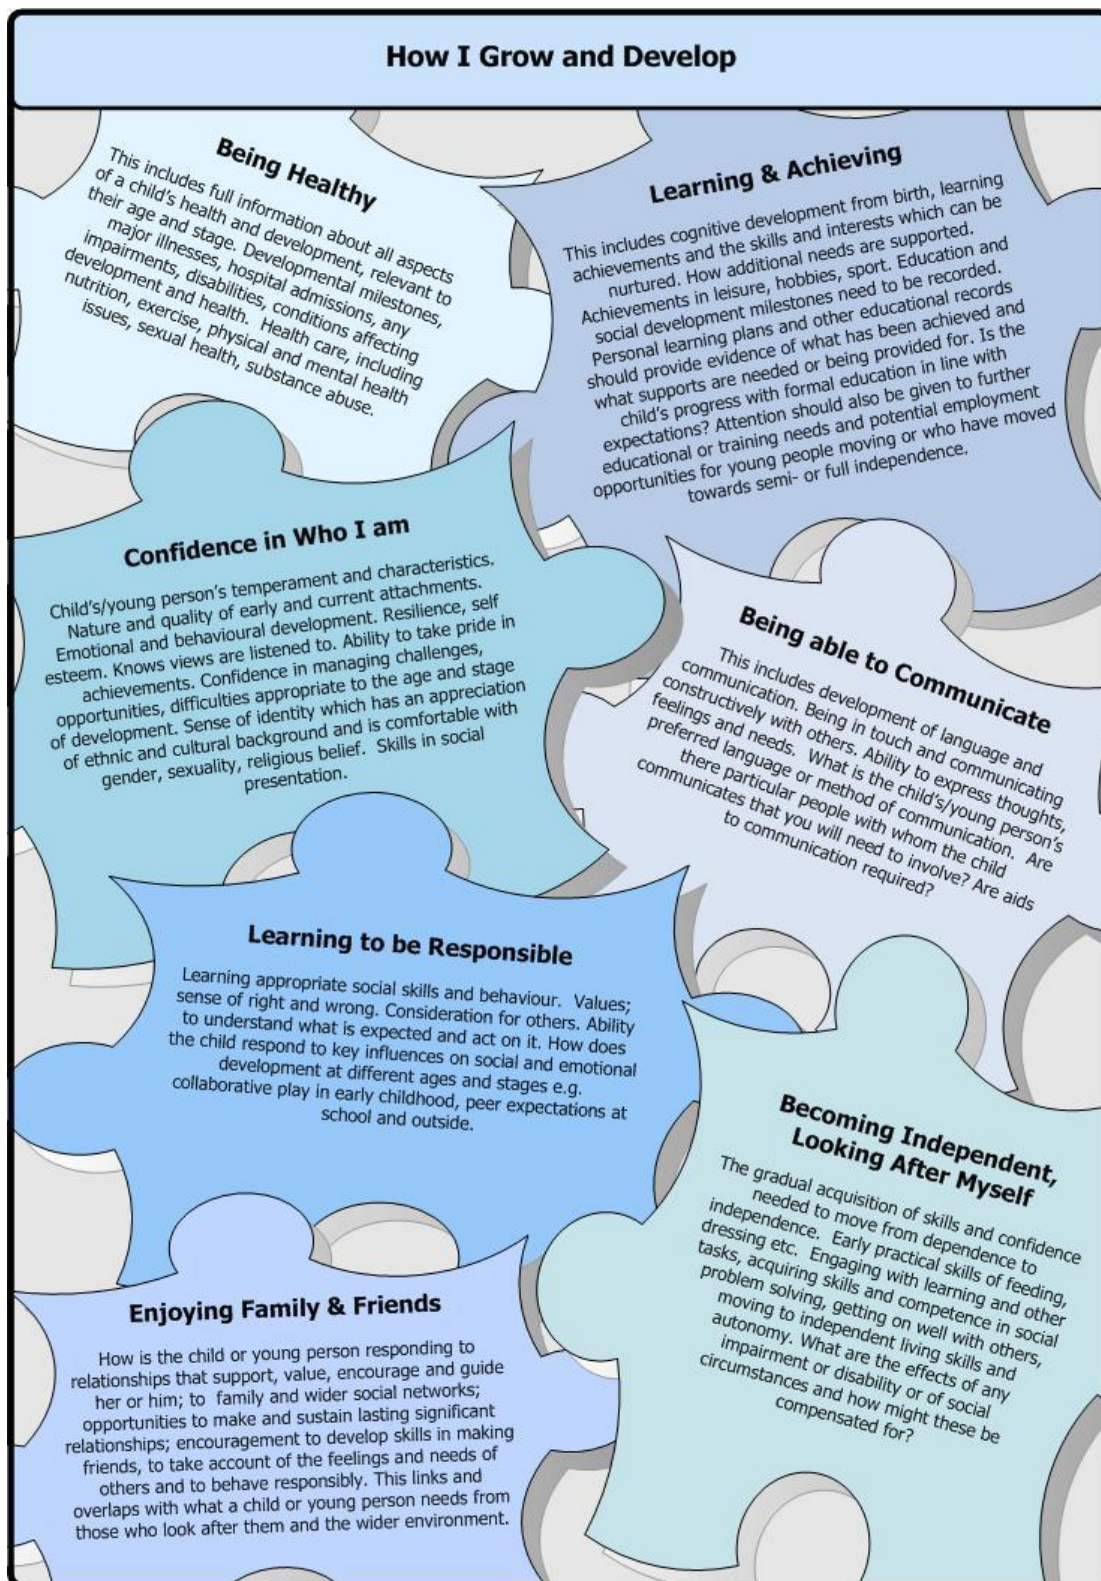 How I Grow and Develop
Being Healthy
This includes full information about all aspects
of a child's health and development, relevant to
their age and stage. Developmental milestones,
major illnesses, hospital admissions, any
impairments, disabilities, conditions affecting
development and health.  Health care, including
nutrition, exercise, physical and mental health
issues, sexual health, substance abuse.
Learning & Achieving
This includes cognitive development from birth, learning
achievements and the skills and interests which can be
nurtured. How additional needs are supported.
Achievements in leisure, hobbies, sport. Education and
social development milestones need to be recorded.
Personal learning plans and other educational records
should provide evidence of what has been achieved and
what supports are needed or being provided for. Is the
child's progress with formal education in line with
expectations? Attention should also be given to further
educational or training needs and potential employment
opportunities for young people moving or who have moved
towards semi- or full independence.
Confidence in Who I am
Child's/young person's temperament and characteristics.
Nature and quality of early and current attachments.
Emotional and behavioural development. Resilience, self
esteem. Knows views are listened to. Ability to take pride in
achievements. Confidence in managing challenges,
opportunities, difficulties appropriate to the age and stage
of development. Sense of identity which has an appreciation
of ethnic and cultural background and is comfortable with
gender, sexuality, religious belief.  Skills in social
presentation.
Being able to Communicate
This includes development of language and
communication. Being in touch and communicating
constructively with others. Ability to express thoughts,
feelings and needs.  What is the child's/young person's
preferred language or method of communication.  Are
there particular people with whom the child
communicates that you will need to involve? Are aids
to communication required?
Learning to be Responsible
Learning appropriate social skills and behaviour.  Values;
sense of right and wrong. Consideration for others. Ability
to understand what is expected and act on it. How does
the child respond to key influences on social and emotional
development at different ages and stages e.g.
collaborative play in early childhood, peer expectations at
school and outside.
Becoming Independent,
Looking After Myself
The gradual acquisition of skills and confidence
needed to move from dependence to
independence.  Early practical skills of feeding,
dressing etc.  Engaging with learning and other
tasks, acquiring skills and competence in social
problem solving, getting on well with others,
moving to independent living skills and
autonomy. What are the effects of any
impairment or disability or of social
circumstances and how might these be
compensated for?
Enjoying Family & Friends
How is the child or young person responding to
relationships that support, value, encourage and guide
her or him; to  family and wider social networks;
opportunities to make and sustain lasting significant
relationships; encouragement to develop skills in making
friends, to take account of the feelings and needs of
others and to behave responsibly. This links and
overlaps with what a child or young person needs from
those who look after them and the wider environment.